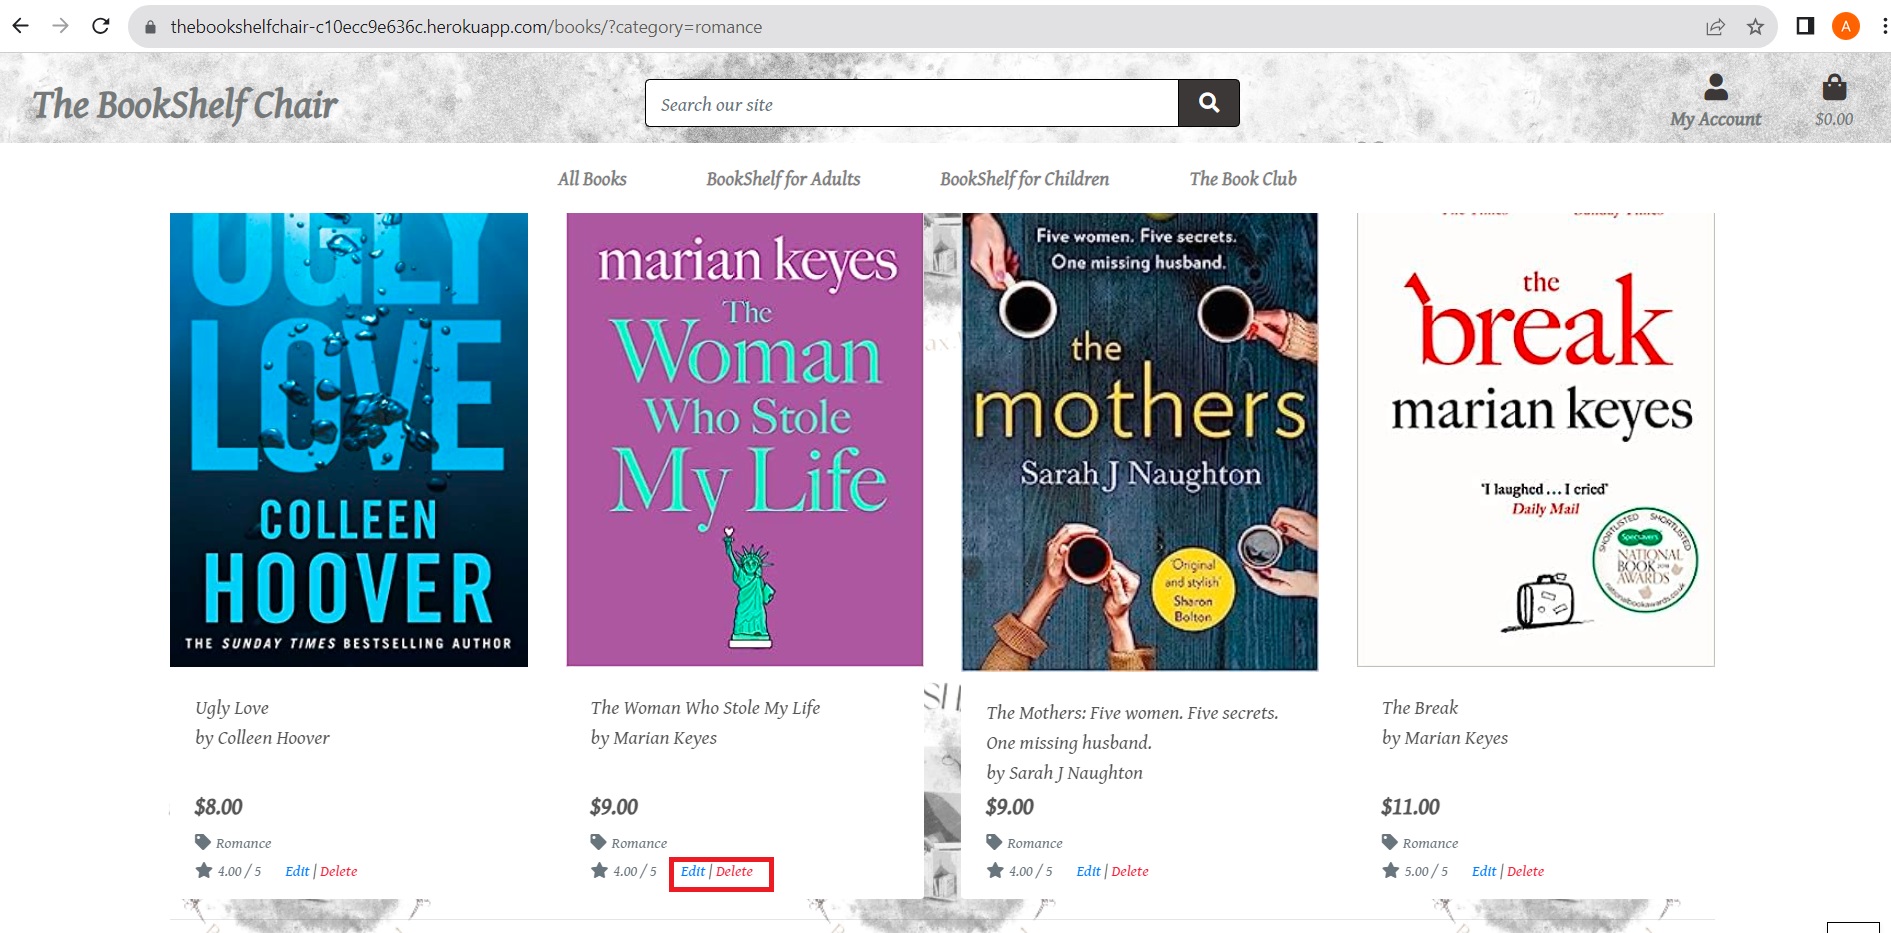 thebookshelfchair-c10ecc9e636c.herokuapp.com/books/?category=romance
A
The BookShelf Chair
Search our site
My Account
$0.00
All Books
BookShelf for Adults
BookShelf for Children
The Book Club
UGLY
LOVE
COLLEEN
HOOVER
THE SUNDAY TIMES BESTSELLING AUTHOR
marian keyes
The
Woman
Who Stole
My Life
Five women. Five secrets.
One missing husband.
the
mothers
Sarah J Naughton
'Original
and stylish'
Sharon
Bolton
the
break
marian keyes
'I laughed... I cried'
Daily Mail
SHORTLISTED SHORTLISTED
Specsavers
NATIONAL
BOOK
AWARDS
nationalbookawards.co.uk
Ugly Love
by Colleen Hoover
$8.00
Romance
4.00 / 5 Edit | Delete
The Woman Who Stole My Life
by Marian Keyes
$9.00
Romance
4.00 / 5 Edit | Delete
The Mothers: Five women. Five secrets.
One missing husband.
by Sarah J Naughton
$9.00
Romance
4.00 / 5 Edit | Delete
The Break
by Marian Keyes
$11.00
Romance
5.00 / 5 Edit | Delete